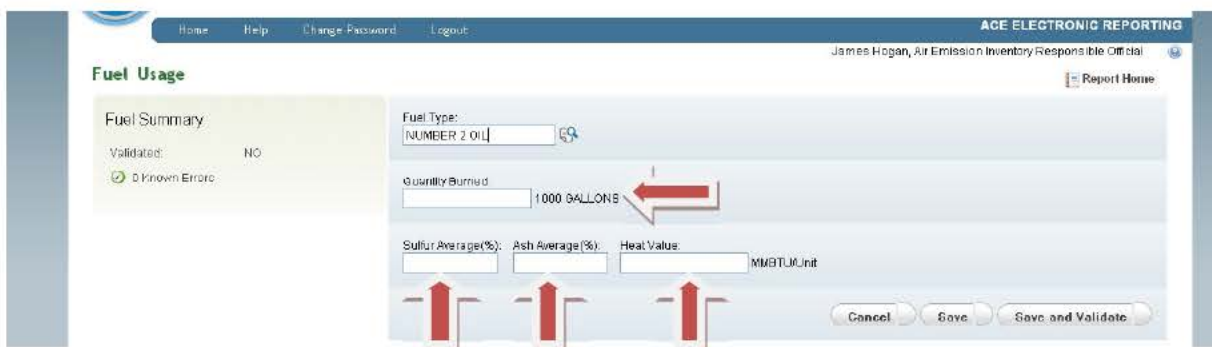 ACE ELECTRONIC REPORTING
Home Help Change Password Logout
James Hogan, Air Emission Inventory Responsible Official
Fuel Usage
Report Home
Fuel Summary
Validated: NO
0 Known Errors
Fuel Type:
NUMBER 2 OIL
Quantity Burned:
1000 GALLONS
Sulfur Average(%): Ash Average(%): Heat Value:
MMBTU/Unit
Cancel Save Save and Validate